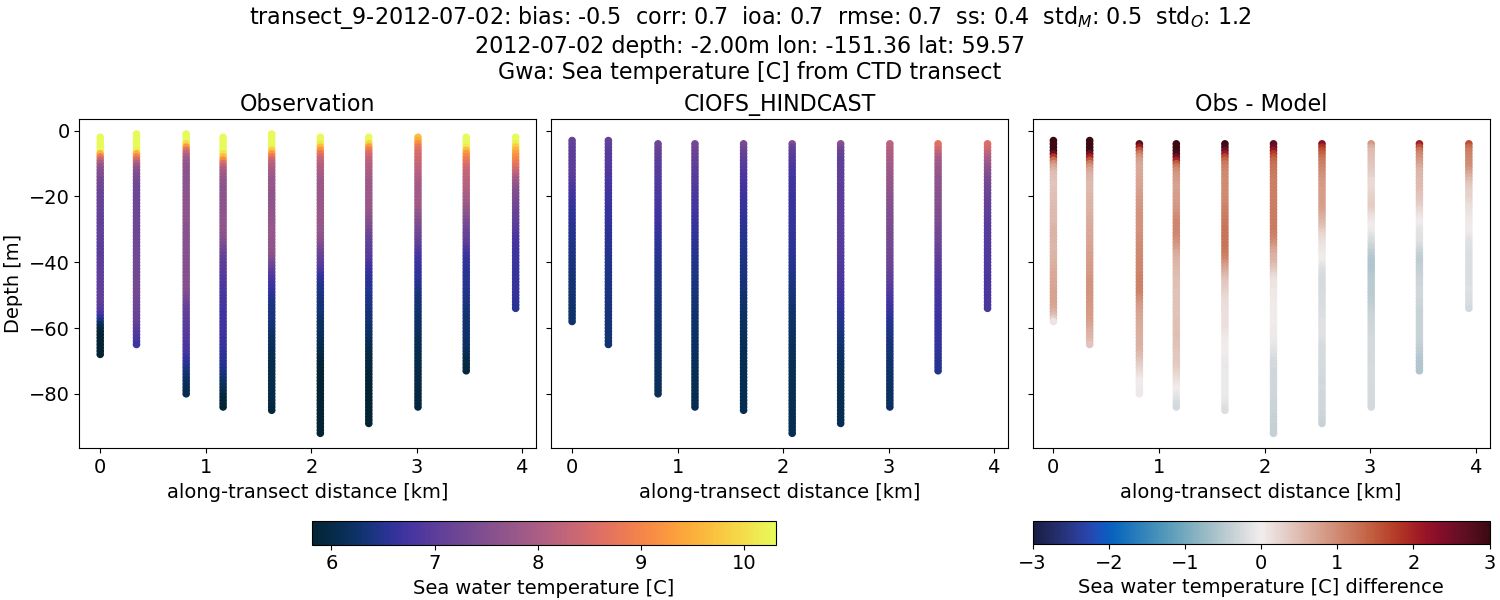 transect_9-2012-07-02: bias: -0.5 corr: 0.7 ioa: 0.7 rmse: 0.7 ss: 0.4 std_M: 0.5 std_O: 1.2
2012-07-02 depth: -2.00m lon: -151.36 lat: 59.57
Gwa: Sea temperature [C] from CTD transect
Observation
CIOFS_HINDCAST
Obs - Model
Depth [m]
0
−20
−40
−60
−80
0 1 2 3 4
0 1 2 3 4
0 1 2 3 4
along-transect distance [km]
along-transect distance [km]
along-transect distance [km]
6 7 8 9 10
Sea water temperature [C]
−3 −2 −1 0 1 2 3
Sea water temperature [C] difference